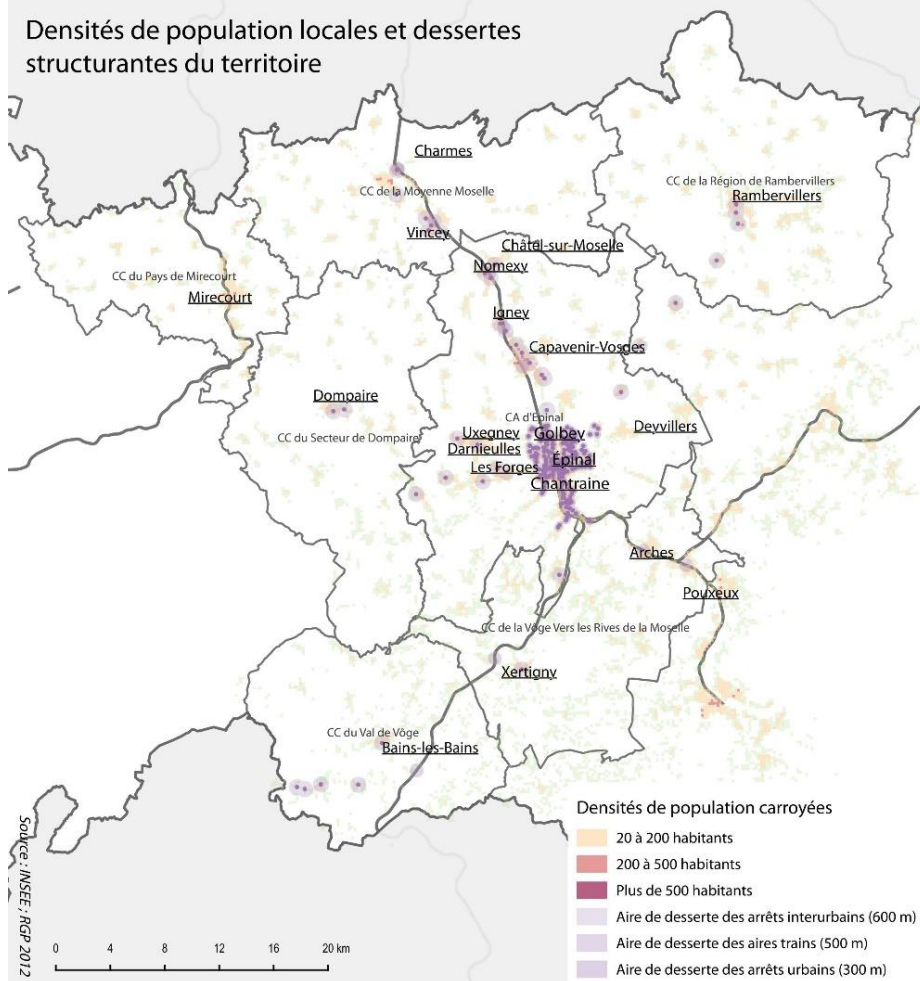 Densités de population locales et dessertes
structurantes du territoire
Charmes
CC de la Moyenne Moselle
CC de la Région de Rambervillers
Rambervillers
Vincey
Châtel-sur-Moselle
Nomexy
CC du Pays de Mirecourt
Mirecourt
Igney
Capavenir-Vosges
Dompaire
CA d'Epinal
CC du Secteur de Dompaire
Uxegney
Golbey
Deyvillers
Darnieulles
Épinal
Les Forges
Chantraine
Arches
Pouxeux
CC de la Vôge Vers les Rives de la Moselle
Xertigny
CC du Val de Vôge
Bains-les-Bains
Densités de population carroyées
20 à 200 habitants
200 à 500 habitants
Plus de 500 habitants
Aire de desserte des arrêts interurbains (600 m)
Aire de desserte des aires trains (500 m)
Aire de desserte des arrêts urbains (300 m)
Source : INSEE ; RGP 2012
0 4 8 12 16 20 km